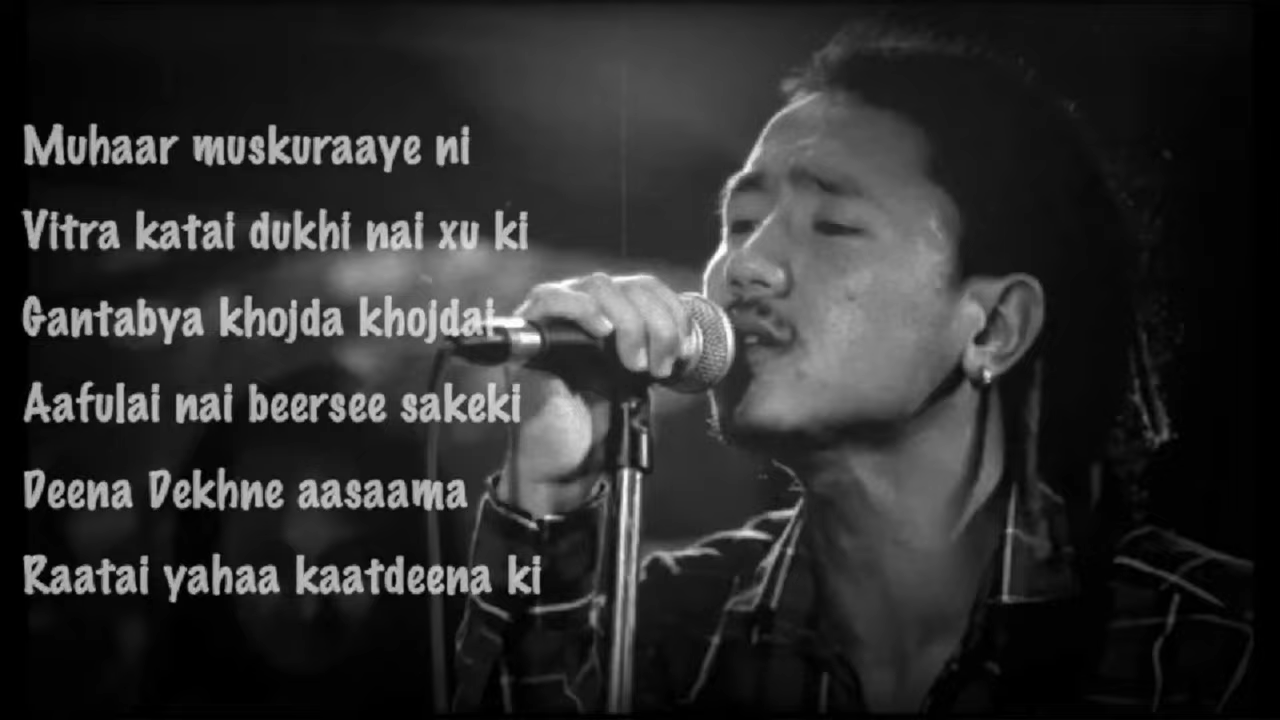 Muhaar muskuraaye ni
Vitra katai dukhi nai xu ki
Gantabya khojda khojdai
Aafulai nai beersee sakeki
Deena Dekhne aasaama
Raatai yahaa kaatdeena ki